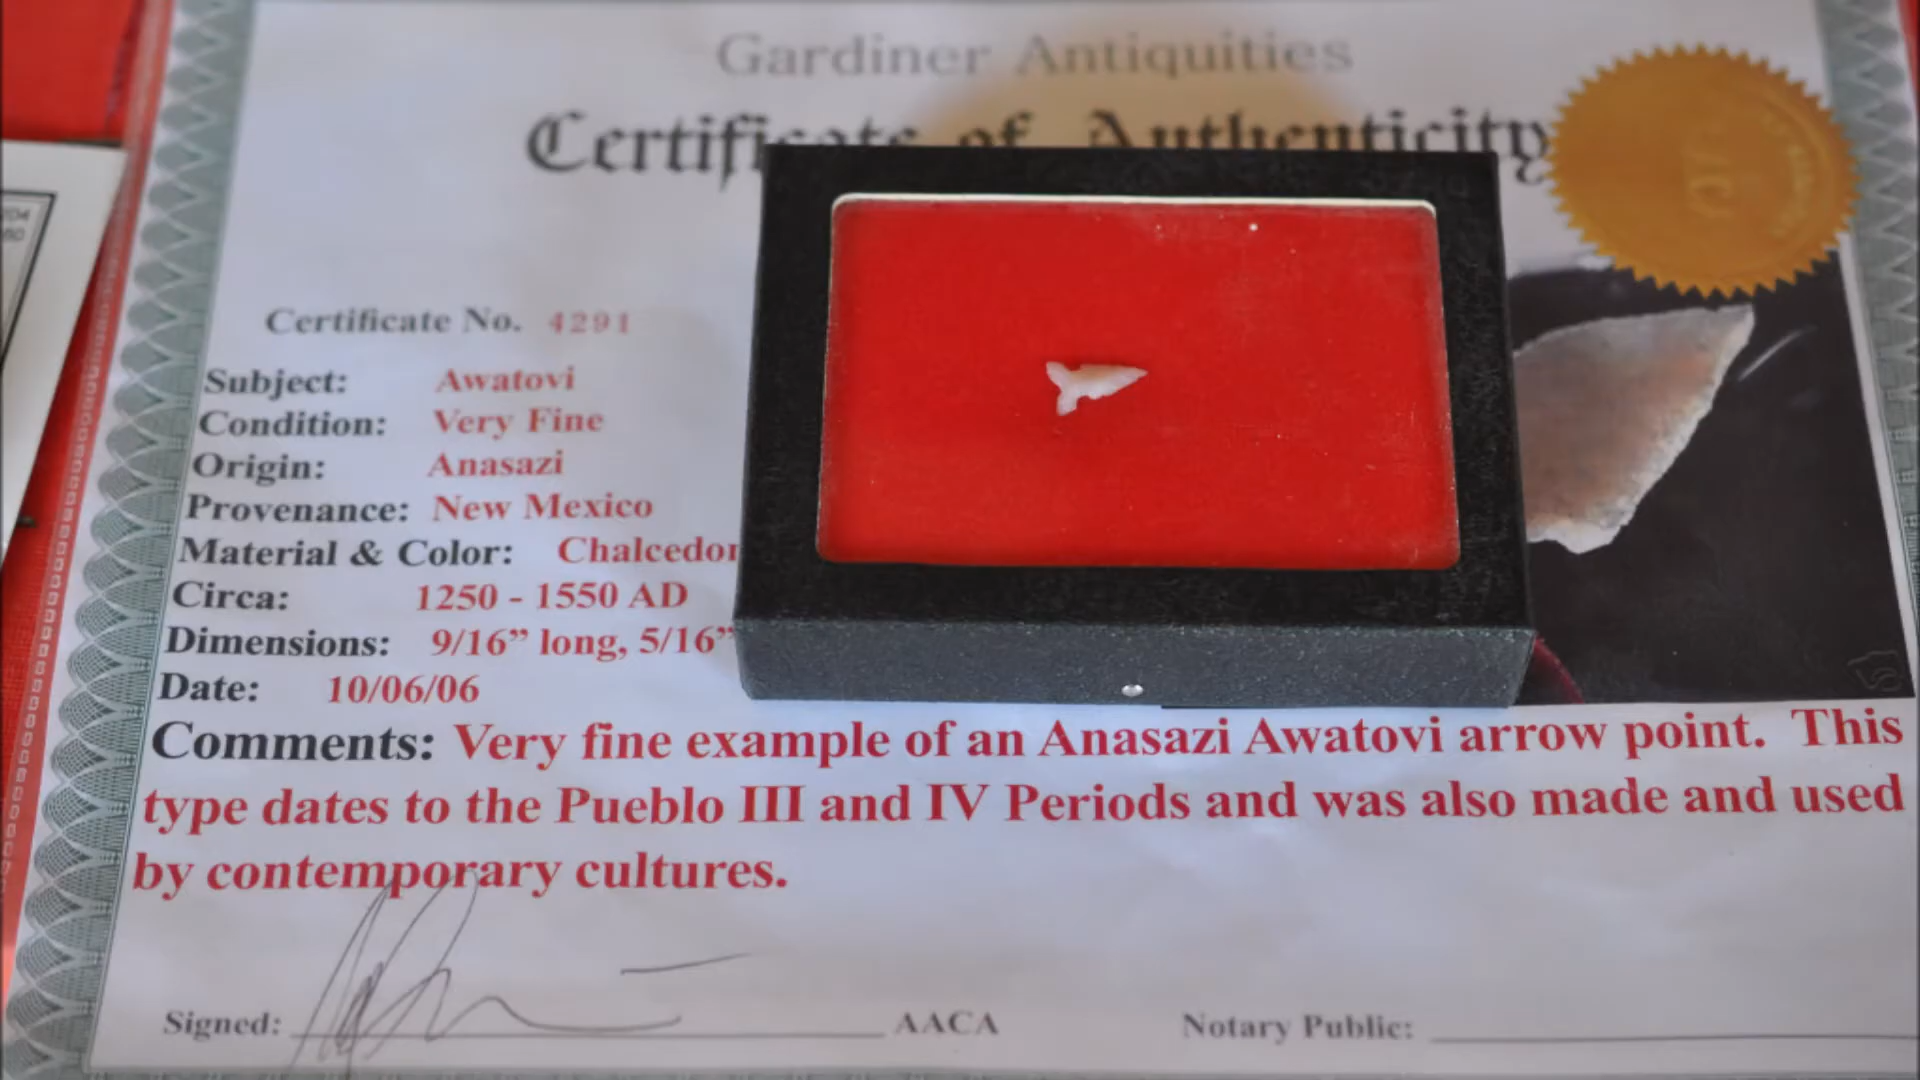 Gardiner Antiquities
Certificate of Authenticity
Certificate No. 4291
Subject: Awatovi
Condition: Very Fine
Origin: Anasazi
Provenance: New Mexico
Material & Color: Chalcedon
Circa: 1250 - 1550 AD
Dimensions: 9/16” long, 5/16”
Date: 10/06/06
Comments: Very fine example of an Anasazi Awatovi arrow point. This
type dates to the Pueblo III and IV Periods and was also made and used
by contemporary cultures.
Signed: AACA Notary Public: